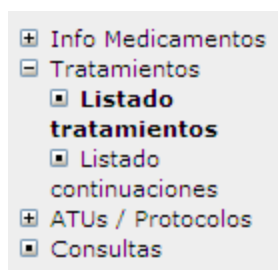 Info Medicamentos
Tratamientos
Listado
tratamientos
Listado
continuaciones
ATUs / Protocolos
Consultas